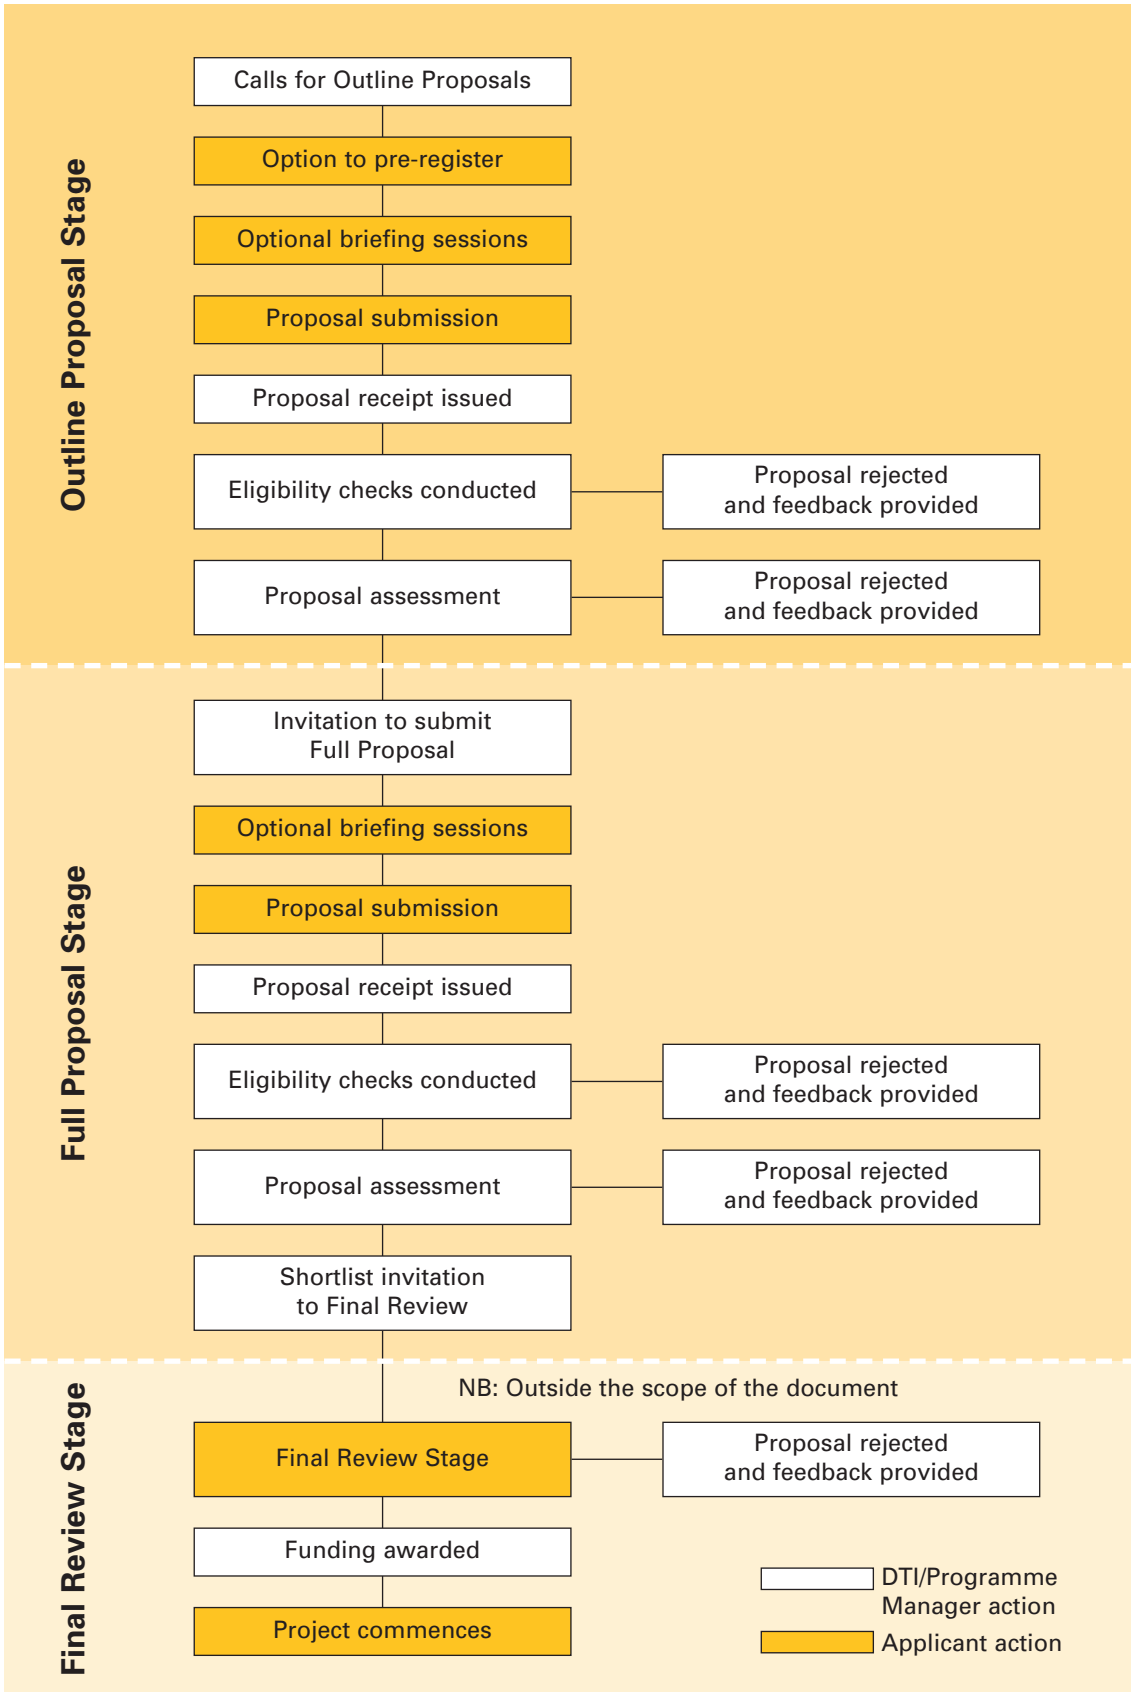 Outline Proposal Stage
Calls for Outline Proposals
Option to pre-register
Optional briefing sessions
Proposal submission
Proposal receipt issued
Eligibility checks conducted
Proposal rejected
and feedback provided
Proposal assessment
Proposal rejected
and feedback provided
Full Proposal Stage
Invitation to submit
Full Proposal
Optional briefing sessions
Proposal submission
Proposal receipt issued
Eligibility checks conducted
Proposal rejected
and feedback provided
Proposal assessment
Proposal rejected
and feedback provided
Shortlist invitation
to Final Review
Final Review Stage
NB: Outside the scope of the document
Final Review Stage
Proposal rejected
and feedback provided
Funding awarded
Project commences
DTI/Programme
Manager action
Applicant action